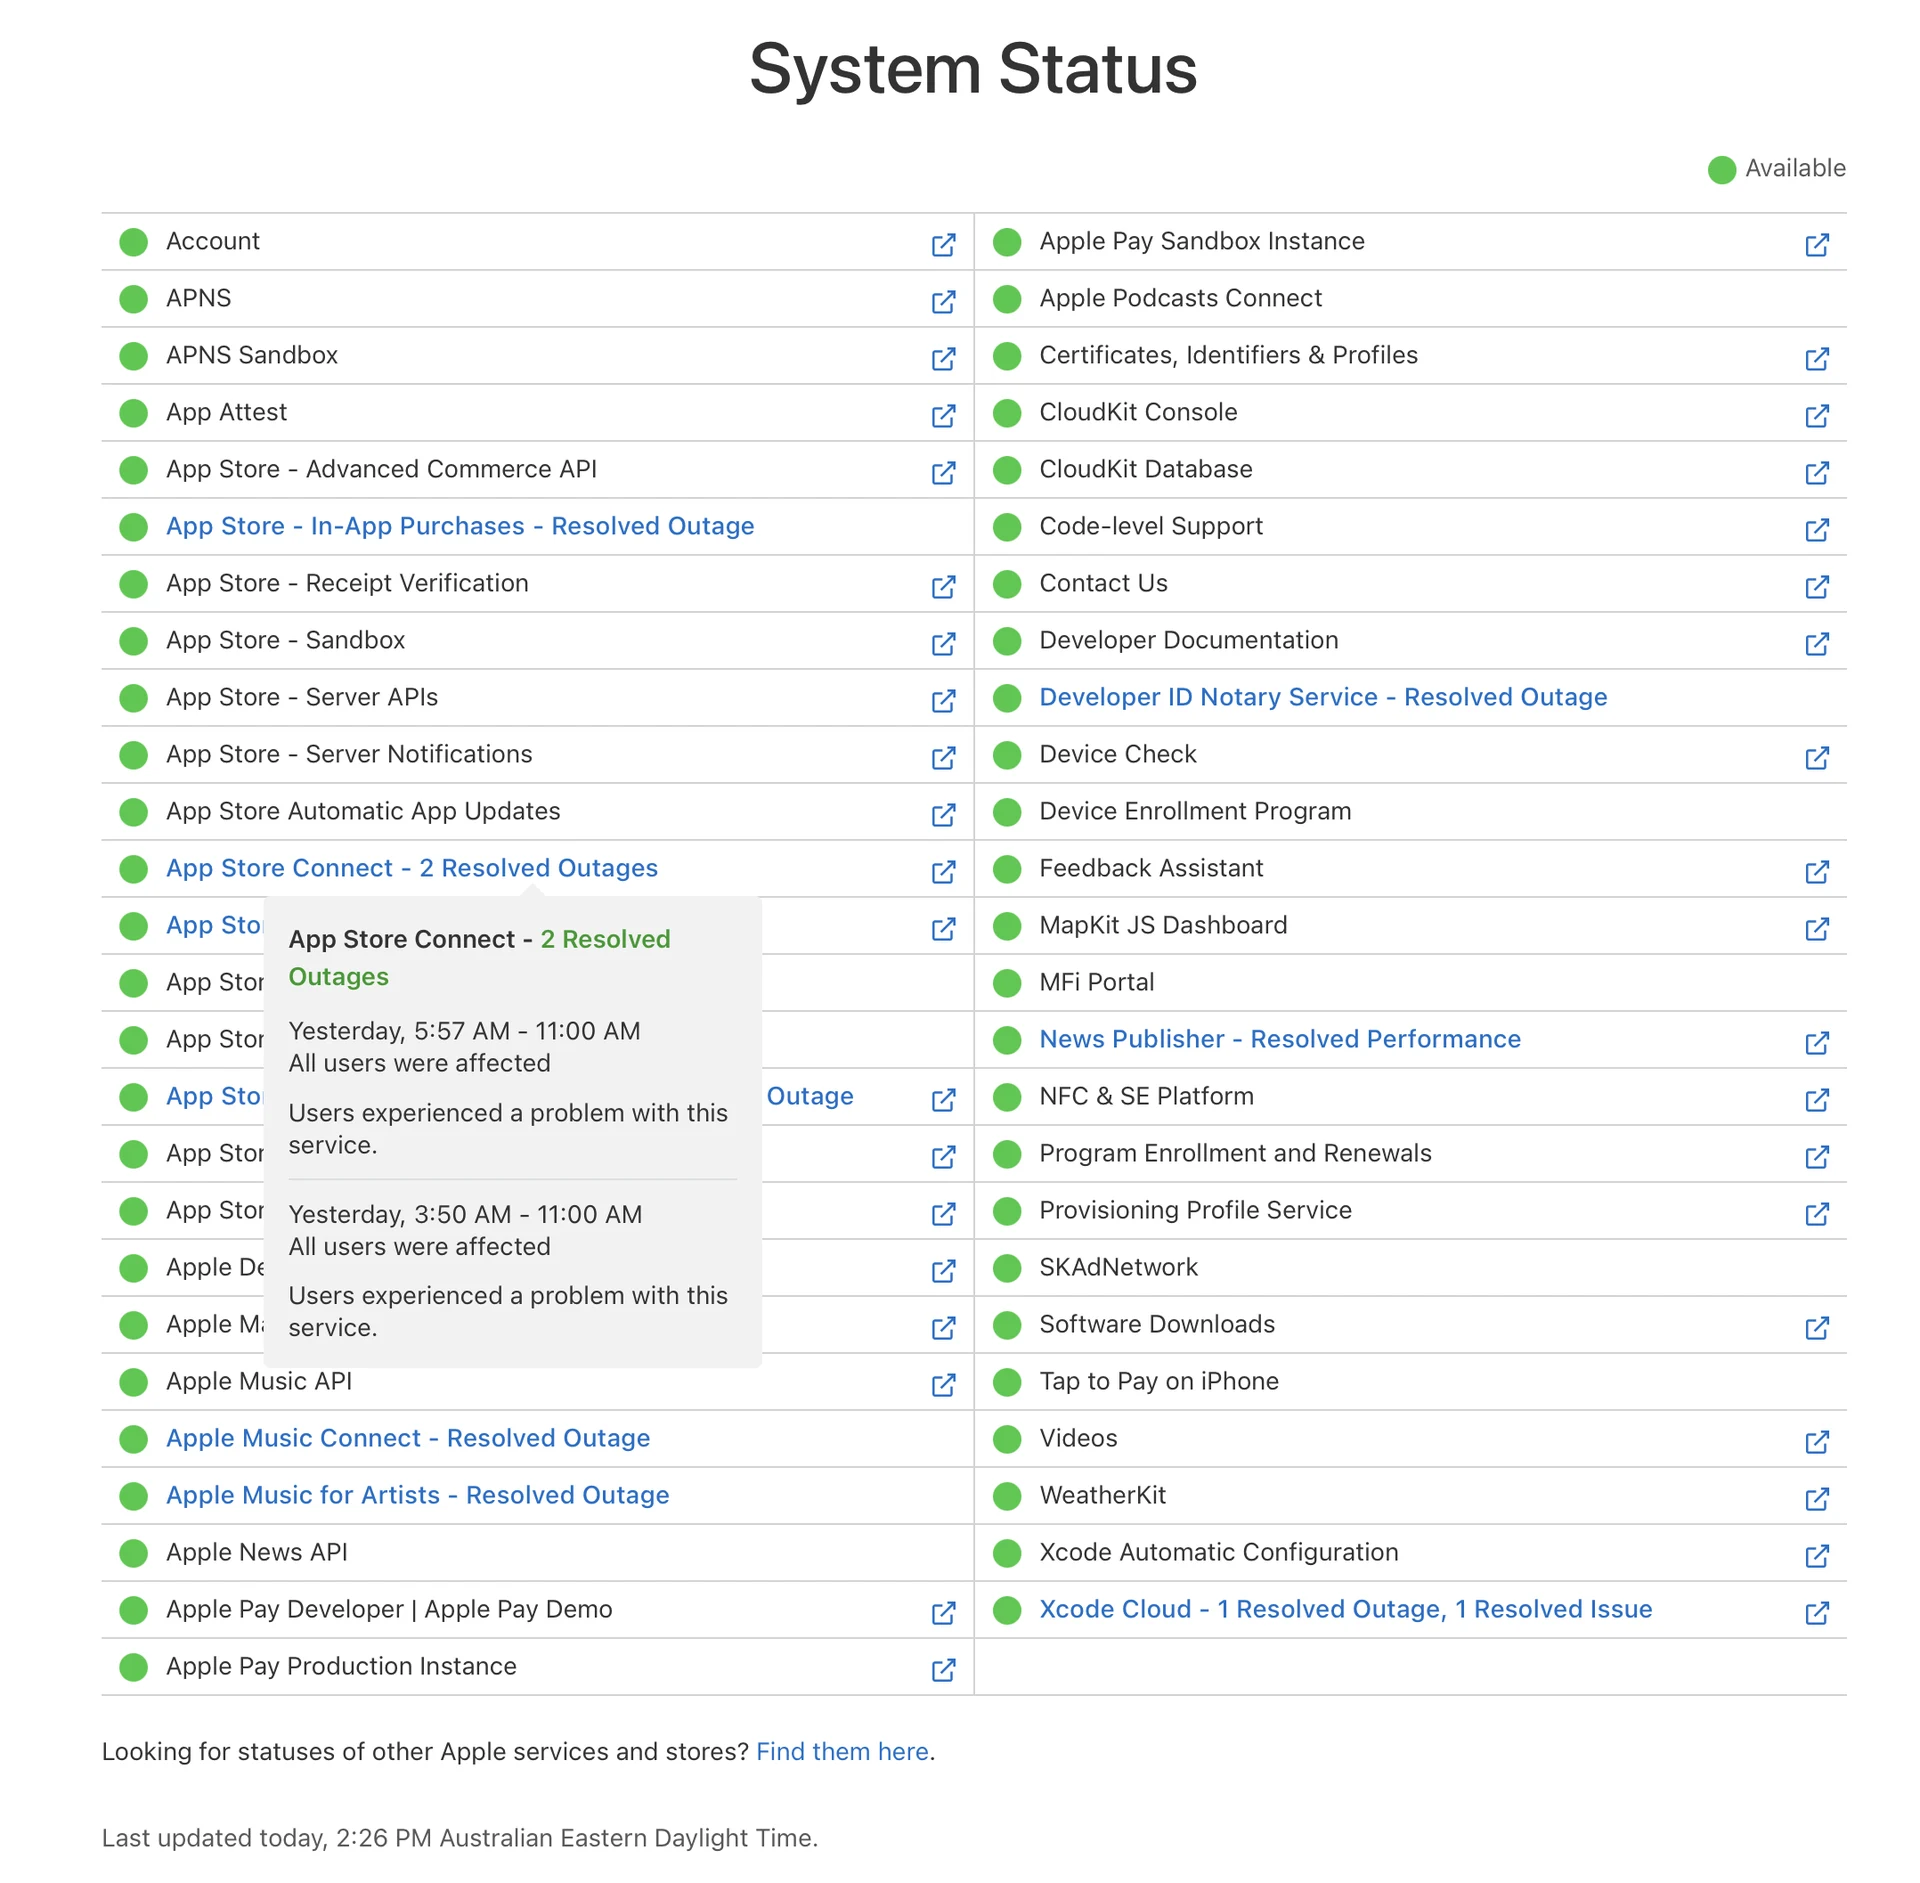 System Status
Available
Account
APNS
APNS Sandbox
App Attest
App Store - Advanced Commerce API
App Store - In-App Purchases - Resolved Outage
App Store - Receipt Verification
App Store - Sandbox
App Store - Server APIs
App Store - Server Notifications
App Store Automatic App Updates
App Store Connect - 2 Resolved Outages
App
App
App
App Outage
App
App
Apple
Apple
Apple Music API
Apple Music Connect - Resolved Outage
Apple Music for Artists - Resolved Outage
Apple News API
Apple Pay Developer | Apple Pay Demo
Apple Pay Production Instance
App Store Connect - 2 Resolved
Outages
Yesterday, 5:57 AM - 11:00 AM
All users were affected
Users experienced a problem with this
service.
Yesterday, 3:50 AM - 11:00 AM
All users were affected
Users experienced a problem with this
service.
Apple Pay Sandbox Instance
Apple Podcasts Connect
Certificates, Identifiers & Profiles
CloudKit Console
CloudKit Database
Code-level Support
Contact Us
Developer Documentation
Developer ID Notary Service - Resolved Outage
Device Check
Device Enrollment Program
Feedback Assistant
MapKit JS Dashboard
MFi Portal
News Publisher - Resolved Performance
NFC & SE Platform
Program Enrollment and Renewals
Provisioning Profile Service
SKAdNetwork
Software Downloads
Tap to Pay on iPhone
Videos
WeatherKit
Xcode Automatic Configuration
Xcode Cloud - 1 Resolved Outage, 1 Resolved Issue
Looking for statuses of other Apple services and stores? Find them here.
Last updated today, 2:26 PM Australian Eastern Daylight Time.